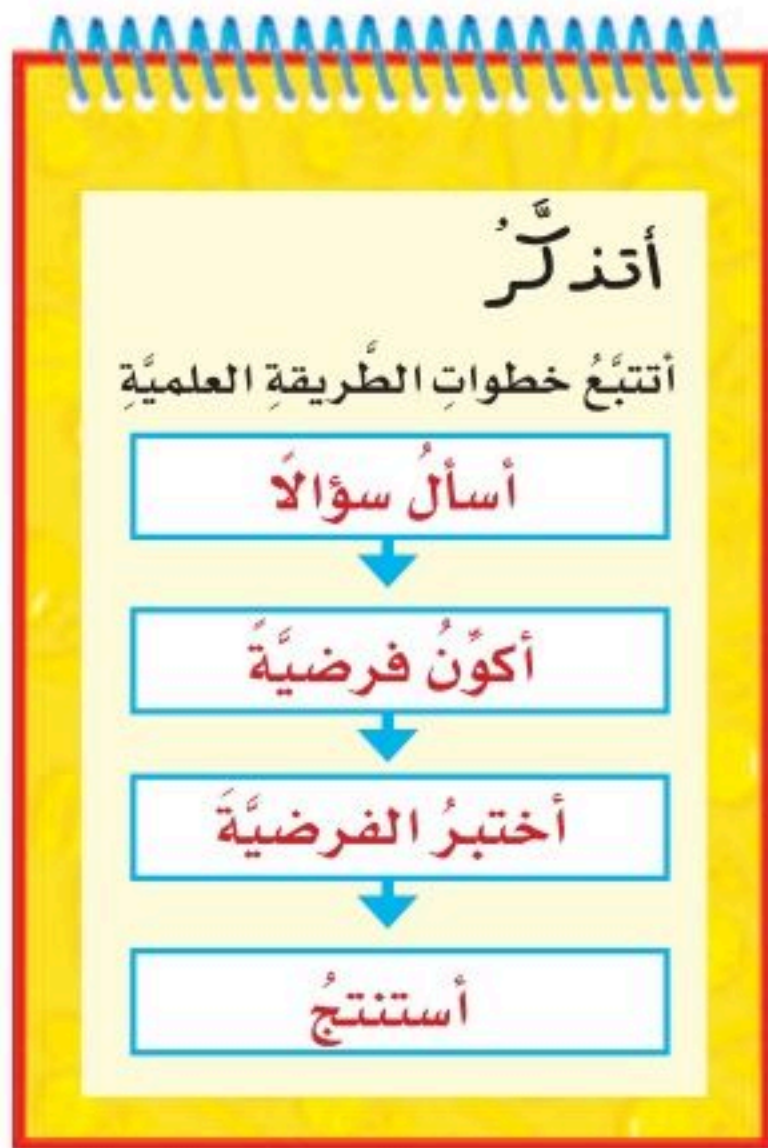 أتذكَّرُ
أتتبَّعُ خطواتِ الطَّريقةِ العلميَّةِ
أسألُ سؤالًا
أكوِّنُ فرضيَّةً
أختبرُ الفرضيَّةَ
أستنتجُ